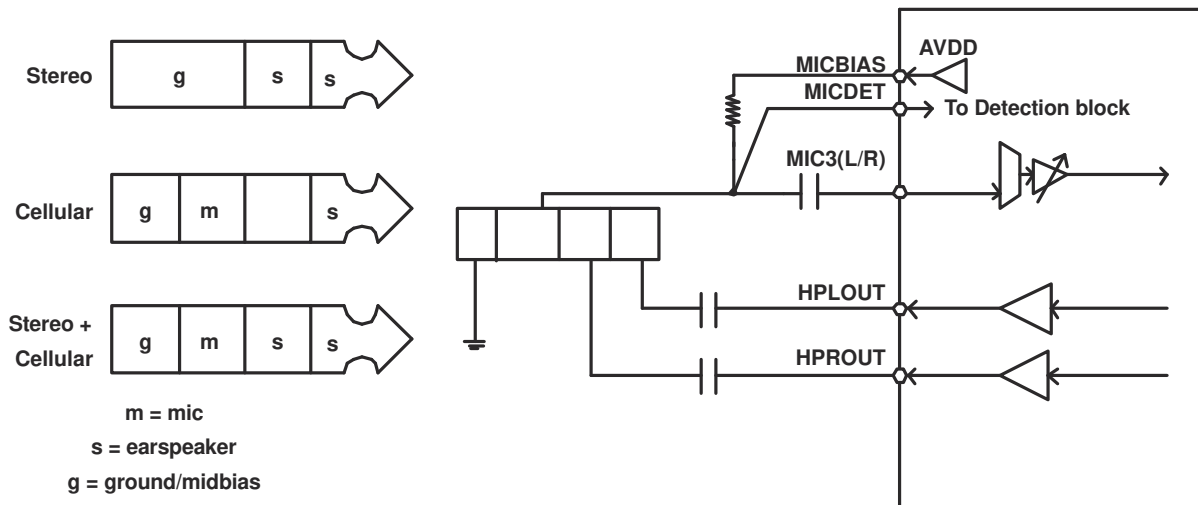 Stereo
g
s
s
Cellular
g
m
s
Stereo +
Cellular
g
m
s
s
m = mic
s = earspeaker
g = ground/midbias
AVDD
MICBIAS
MICDET
To Detection block
MIC3(L/R)
HPLOUT
HPROUT